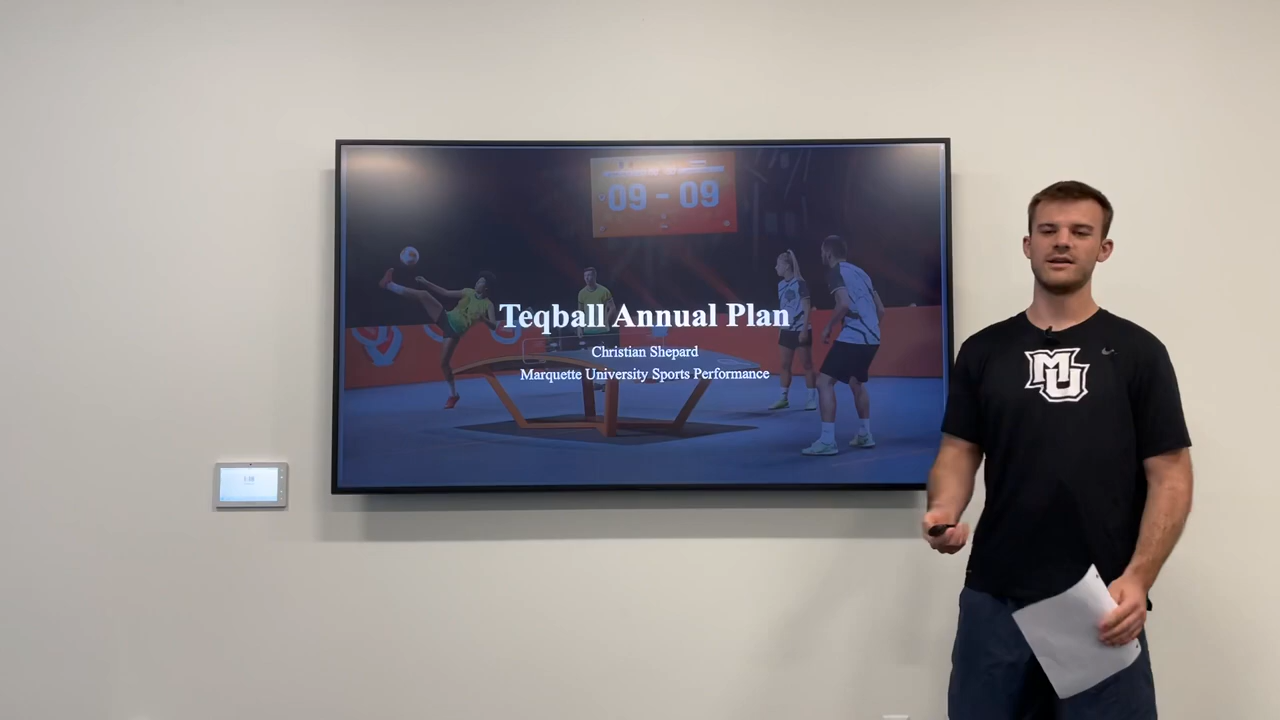 09 - 09
Teqball Annual Plan
Christian Shepard
Marquette University Sports Performance
MU